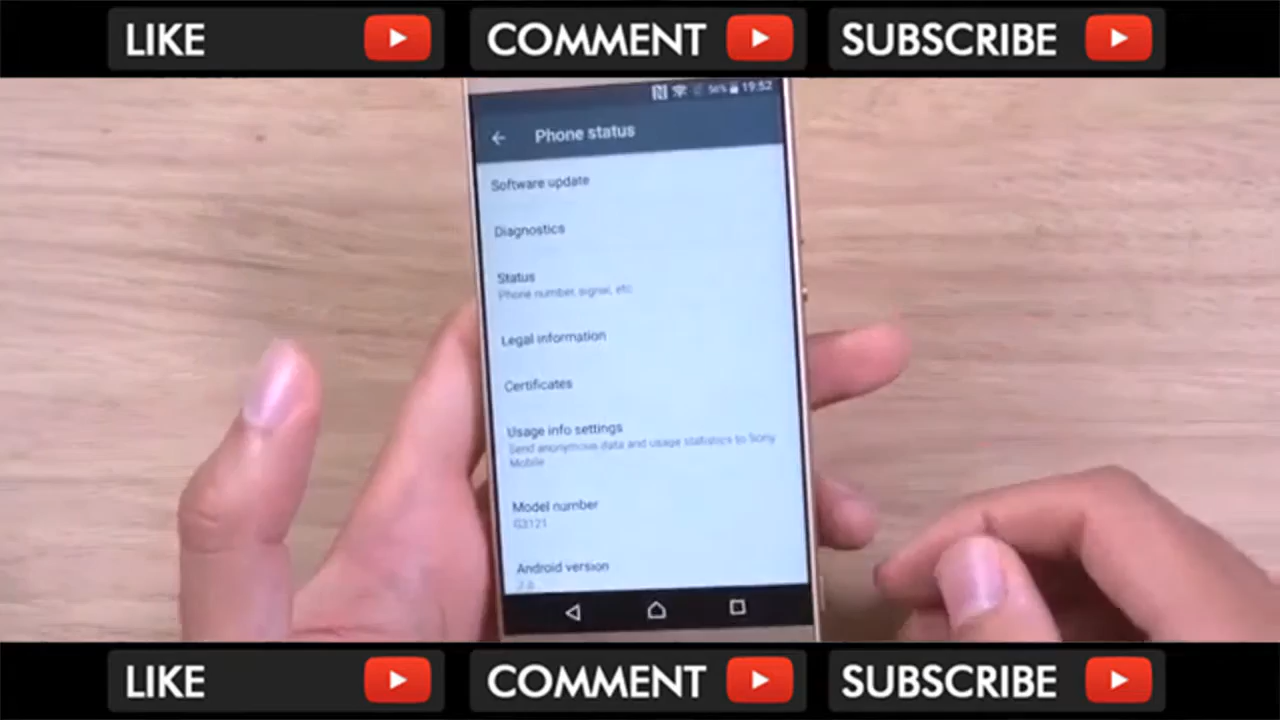 LIKE COMMENT SUBSCRIBE
56% 19:52
Phone status
Software update
Diagnostics
Status
Phone number, signal, etc.
Legal information
Certificates
Usage info settings
Send anonymous data and usage statistics to Sony
Mobile
Model number
G3121
Android version
LIKE COMMENT SUBSCRIBE